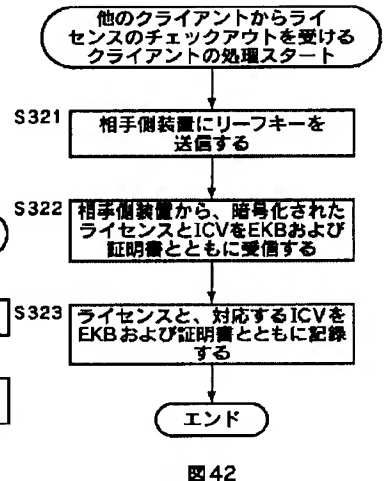 他のクライアントからライ
センスのチェックアウトを受ける
クライアントの処理スタート
S321
相手側装置にリーフキーを
送信する
S322
相手側装置から、暗号化された
ライセンスとICVをEKBおよび
証明書とともに受信する
S323
ライセンスと、対応するICVを
EKBおよび証明書とともに記録
する
エンド
図42